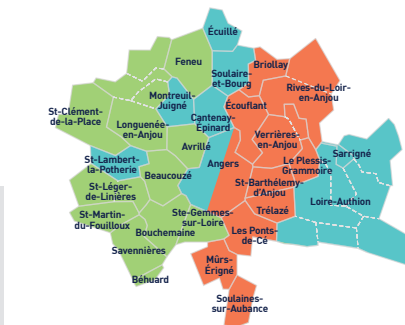 Écuillé
Feneu
Briollay
Soulaire-
et-Bourg
Rives-du-Loir-
en-Anjou
Montreuil-
Juigné
Écouflant
St-Clément-
de-la-Place
Cantenay-
Épinard
Longuenée-
en-Anjou
Verrières-
en-Anjou
Avrillé
Sarrigné
St-Lambert-
la-Potherie
Angers
Le Plessis-
Grammoire
Beaucouzé
St-Léger-
de-Linières
St-Barthélemy-
d'Anjou
Loire-Authion
St-Martin-
du-Fouilloux
Ste-Gemmes-
sur-Loire
Trélazé
Bouchemaine
Les Ponts-
de-Cé
Savennières
Mûrs-
Érigné
Béhuard
Soulaines-
sur-Aubance